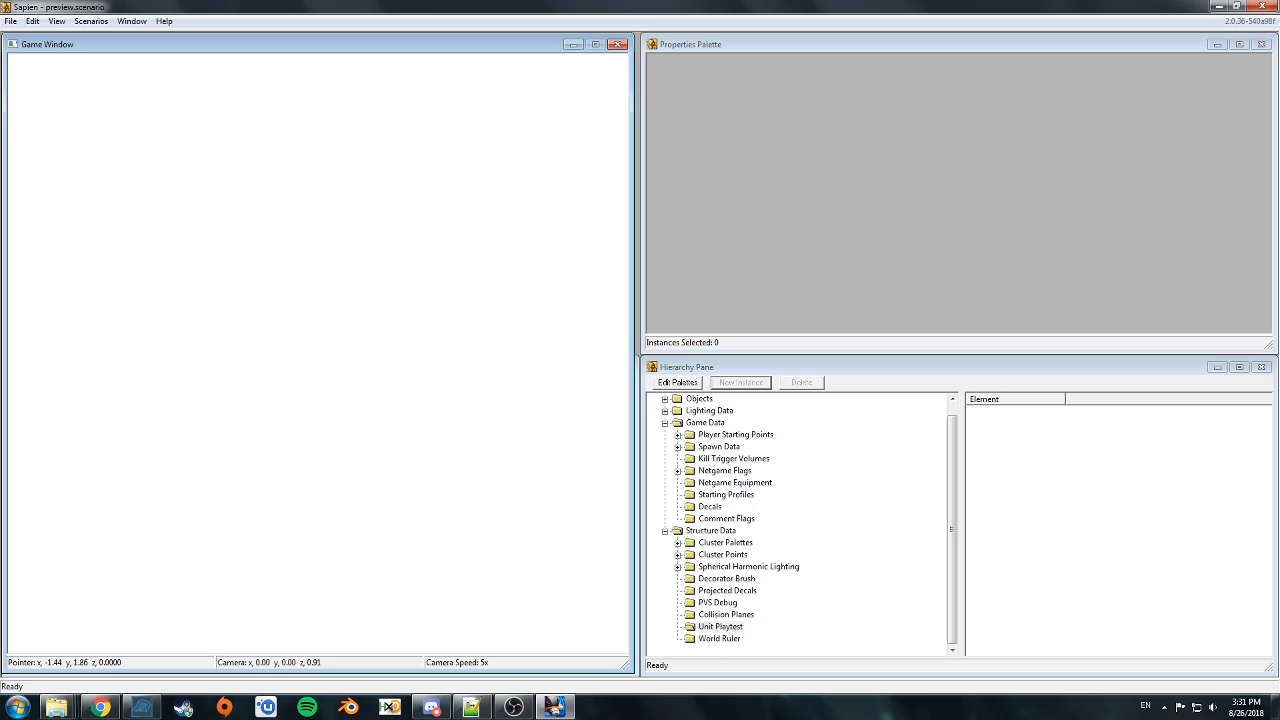 Sapien - preview.scenario
File Edit View Scenarios Window Help
2.0.36-540a98f
Game Window
Pointer: x, -1.44 y, 1.86 z, 0.0000
Camera: x, 0.00 y, 0.00 z, 0.91
Camera Speed: 5x
Properties Palette
Instances Selected: 0
Hierarchy Pane
Edit Palettes New Instance Delete
Objects
Lighting Data
Game Data
Player Starting Points
Spawn Data
Kill Trigger Volumes
Netgame Flags
Netgame Equipment
Starting Profiles
Decals
Comment Flags
Structure Data
Cluster Palettes
Cluster Points
Spherical Harmonic Lighting
Decorator Brush
Projected Decals
PVS Debug
Collision Planes
Unit Playtest
World Ruler
Element
Ready
Ready
EN
3:31 PM
8/26/2018